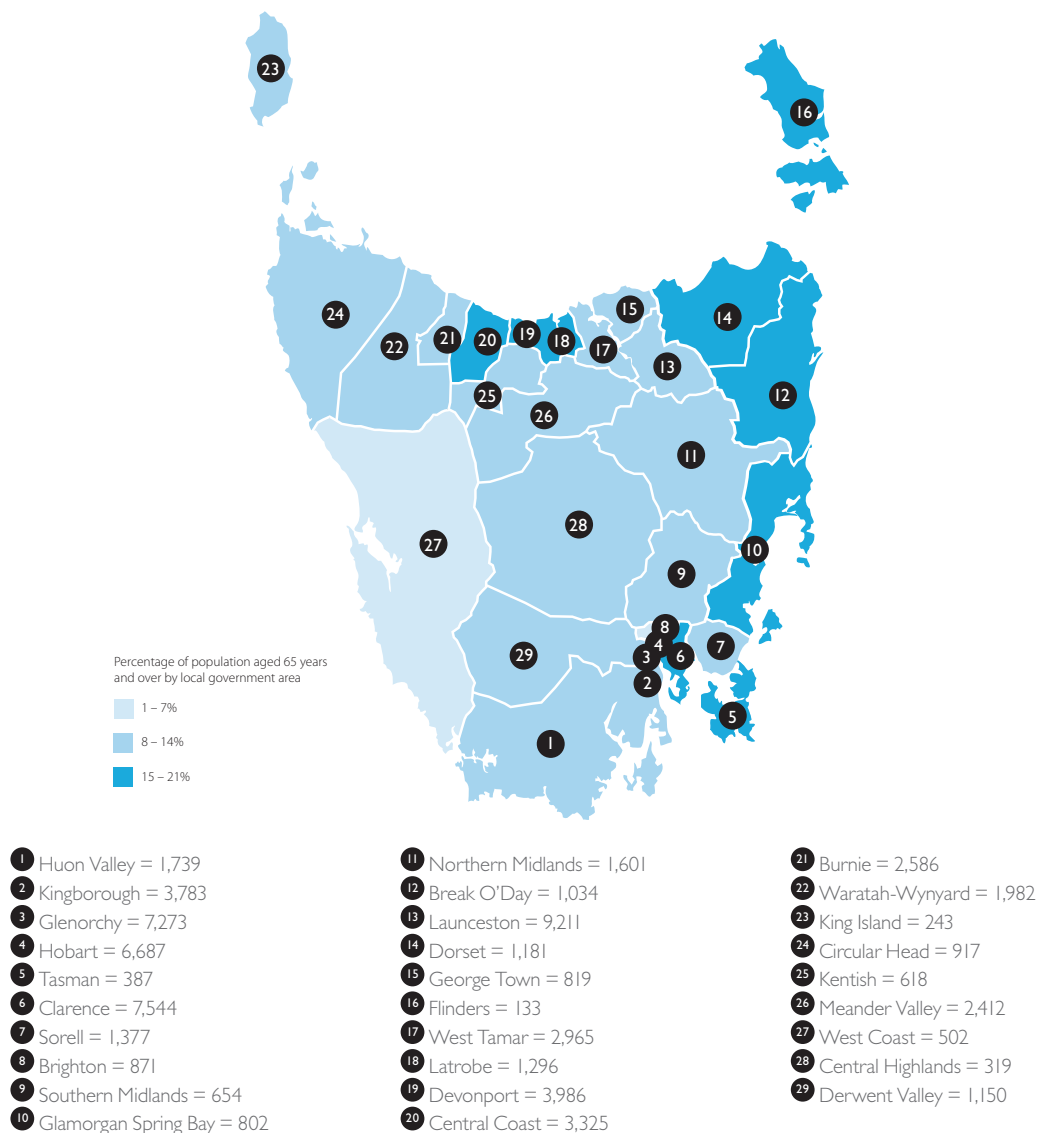 23
16
24
22
21
20
19
18
15
17
14
13
12
25
26
11
28
27
10
9
8
4
3
6
7
29
2
5
1
Percentage of population aged 65 years
and over by local government area
1 – 7%
8 – 14%
15 – 21%
1 Huon Valley = 1,739
2 Kingborough = 3,783
3 Glenorchy = 7,273
4 Hobart = 6,687
5 Tasman = 387
6 Clarence = 7,544
7 Sorell = 1,377
8 Brighton = 871
9 Southern Midlands = 654
10 Glamorgan Spring Bay = 802
11 Northern Midlands = 1,601
12 Break O'Day = 1,034
13 Launceston = 9,211
14 Dorset = 1,181
15 George Town = 819
16 Flinders = 133
17 West Tamar = 2,965
18 Latrobe = 1,296
19 Devonport = 3,986
20 Central Coast = 3,325
21 Burnie = 2,586
22 Waratah-Wynyard = 1,982
23 King Island = 243
24 Circular Head = 917
25 Kentish = 618
26 Meander Valley = 2,412
27 West Coast = 502
28 Central Highlands = 319
29 Derwent Valley = 1,150